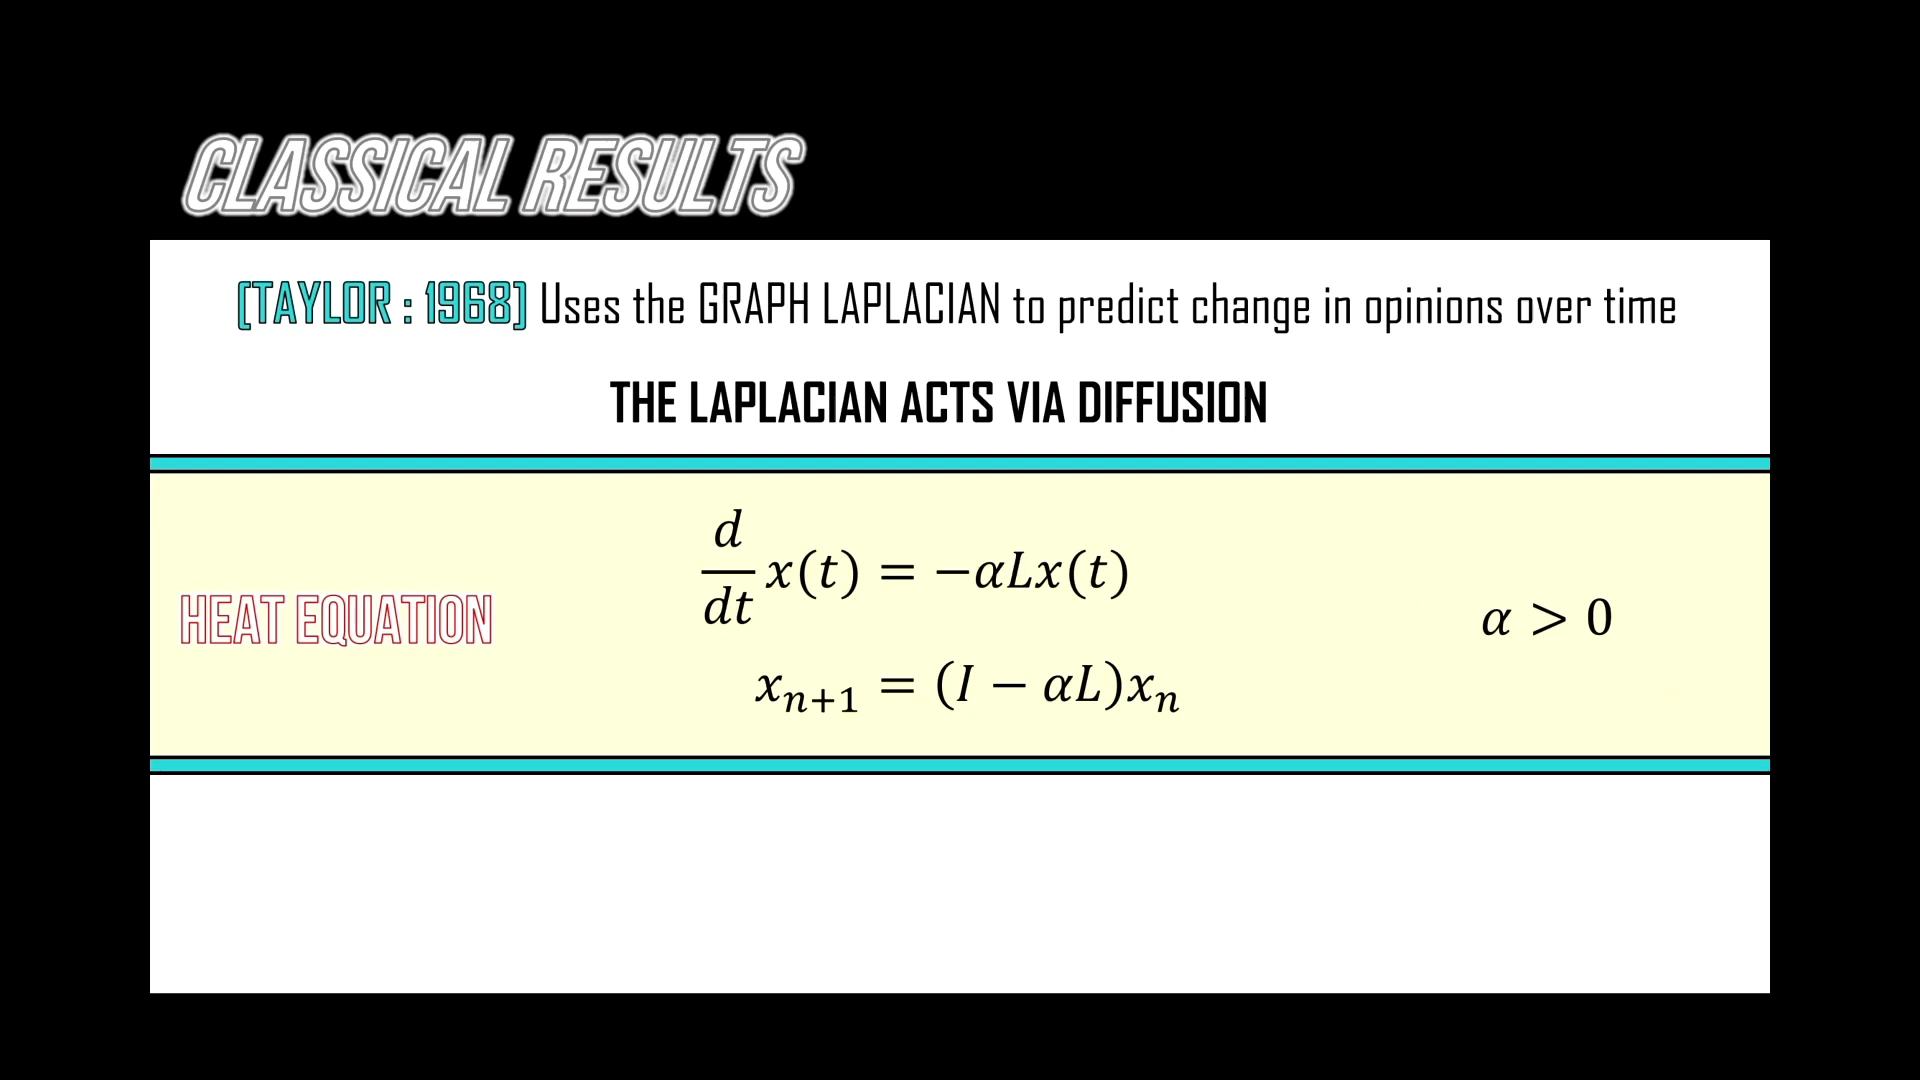 CLASSICAL RESULTS
[TAYLOR : 1968] Uses the GRAPH LAPLACIAN to predict change in opinions over time
THE LAPLACIAN ACTS VIA DIFFUSION
HEAT EQUATION
d/dt x(t) = −αLx(t)
x_{n+1} = (I − αL)x_n
α > 0